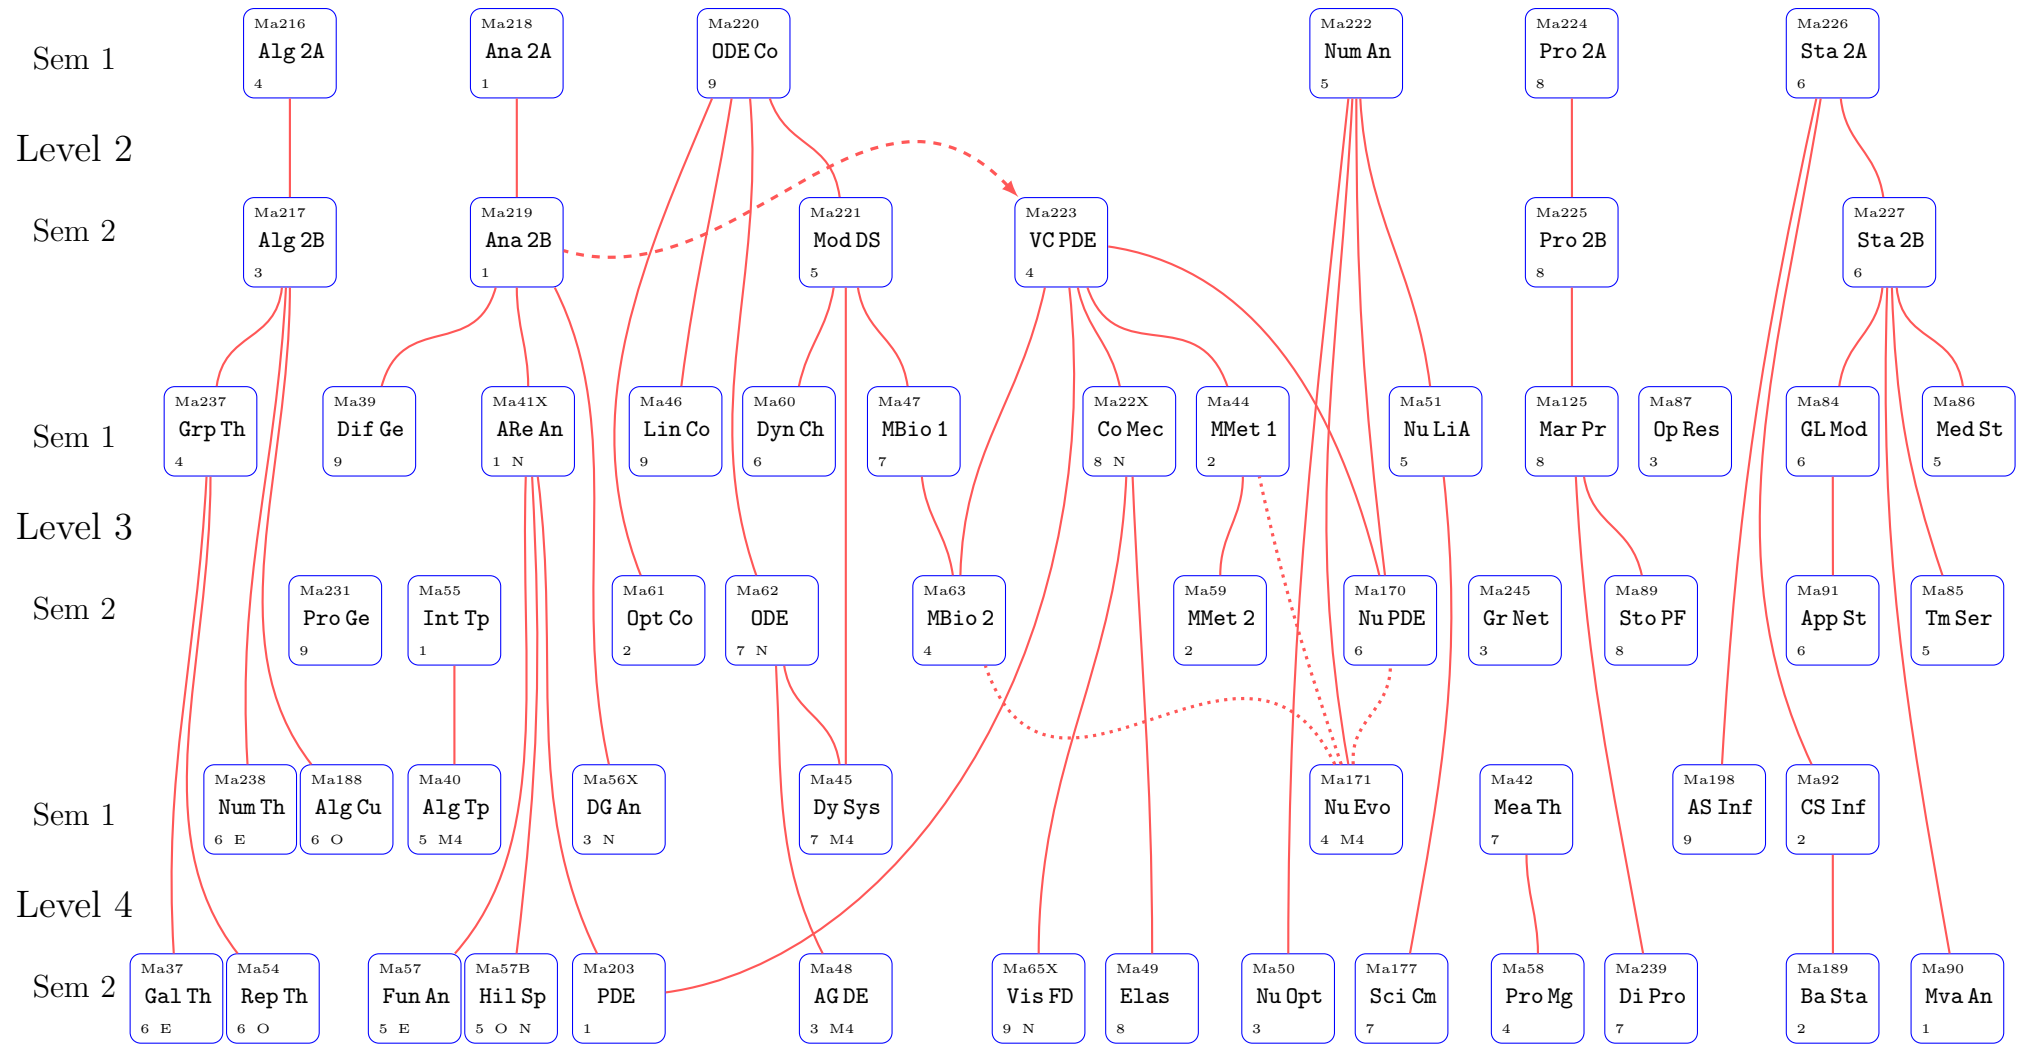 Sem 1
Ma216
Alg 2A
4
Ma218
Ana 2A
1
Ma220
ODE Co
9
Ma222
Num An
5
Ma224
Pro 2A
8
Ma226
Sta 2A
6
Level 2
Sem 2
Ma217
Alg 2B
3
Ma219
Ana 2B
1
Ma221
Mod DS
5
Ma223
VC PDE
4
Ma225
Pro 2B
8
Ma227
Sta 2B
6
Sem 1
Ma237
Grp Th
4
Ma39
Dif Ge
9
Ma41X
ARe An
1 N
Ma46
Lin Co
9
Ma60
Dyn Ch
6
Ma47
MBio 1
7
Ma22X
Co Mec
8 N
Ma44
MMet 1
2
Ma51
Nu LiA
5
Ma125
Mar Pr
8
Ma87
Op Res
3
Ma84
GL Mod
6
Ma86
Med St
5
Level 3
Sem 2
Ma231
Pro Ge
9
Ma55
Int Tp
1
Ma61
Opt Co
2
Ma62
ODE
7 N
Ma63
MBio 2
4
Ma59
MMet 2
2
Ma170
Nu PDE
6
Ma245
Gr Net
3
Ma89
Sto PF
8
Ma91
App St
6
Ma85
Tm Ser
5
Sem 1
Ma238
Num Th
6 E
Ma188
Alg Cu
6 O
Ma40
Alg Tp
5 M4
Ma56X
DG An
3 N
Ma45
Dy Sys
7 M4
Ma171
Nu Evo
4 M4
Ma42
Mea Th
7
Ma198
AS Inf
9
Ma92
CS Inf
2
Level 4
Sem 2
Ma37
Gal Th
6 E
Ma54
Rep Th
6 O
Ma57
Fun An
5 E
Ma57B
Hil Sp
5 O N
Ma203
PDE
1
Ma48
AG DE
3 M4
Ma65X
Vis FD
9 N
Ma49
Elas
8
Ma50
Nu Opt
3
Ma177
Sci Cm
7
Ma58
Pro Mg
4
Ma239
Di Pro
7
Ma189
Ba Sta
2
Ma90
Mva An
1